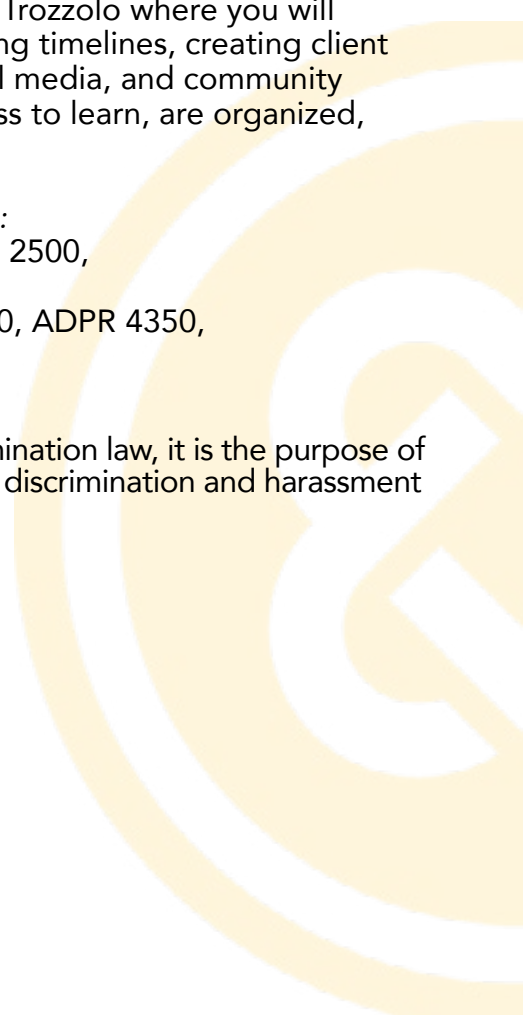 Trozzolo where you will
ng timelines, creating client
l media, and community
ss to learn, are organized,
:
2500,
0, ADPR 4350,
mination law, it is the purpose of
discrimination and harassment
&